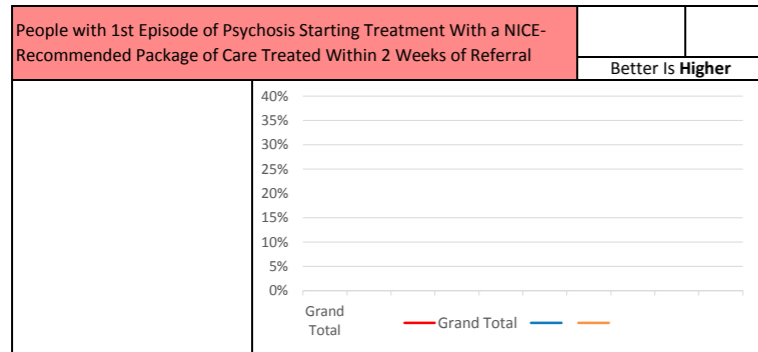 People with 1st Episode of Psychosis Starting Treatment With a NICE-
Recommended Package of Care Treated Within 2 Weeks of Referral
Better Is Higher
40%
35%
30%
25%
20%
15%
10%
5%
0%
Grand
Total
Grand Total